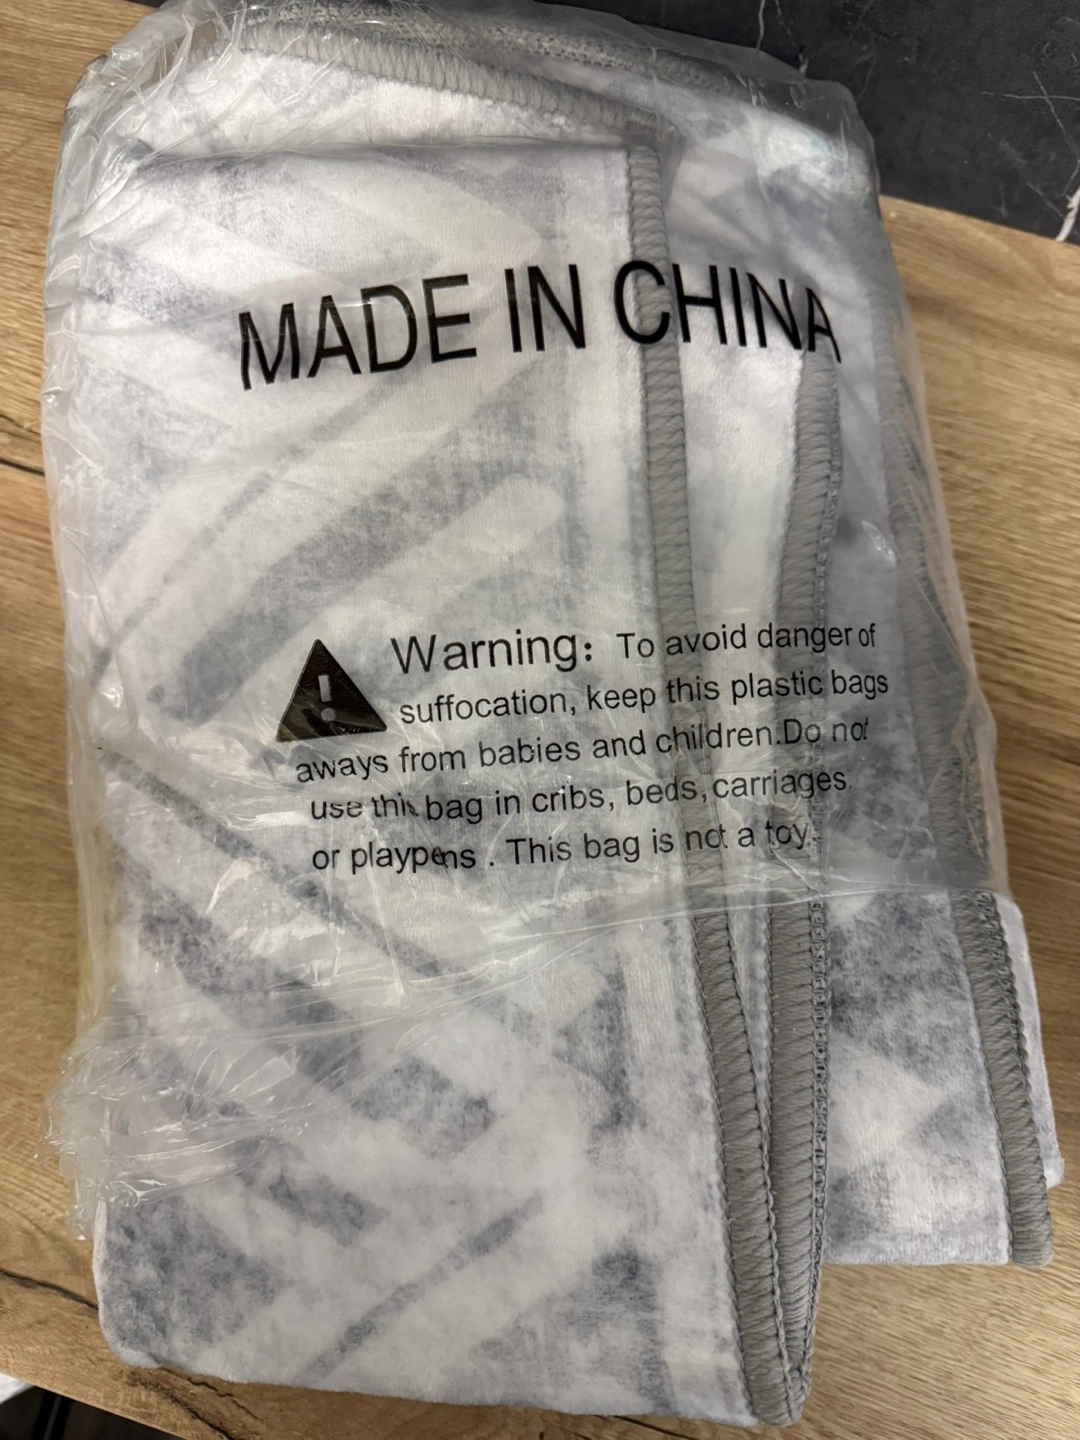 MADE IN CHINA
Warning: To avoid danger of
suffocation, keep this plastic bags
aways from babies and children.Do not
use this bag in cribs, beds, carriages
or playpens . This bag is not a toy.